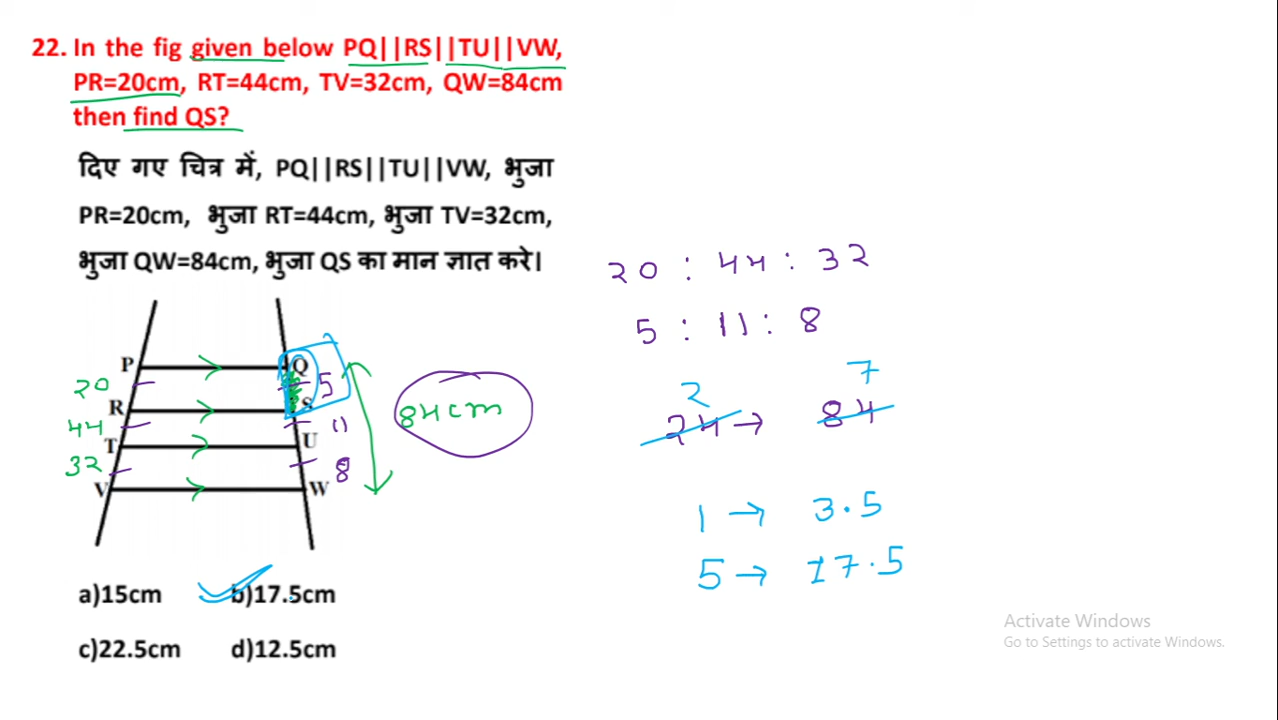 22. In the fig given below PQ||RS||TU||VW,
PR=20cm, RT=44cm, TV=32cm, QW=84cm
then find QS?
दिए गए चित्र में, PQ||RS||TU||VW, भुजा
PR=20cm, भुजा RT=44cm, भुजा TV=32cm,
भुजा QW=84cm, भुजा QS का मान ज्ञात करे।
20 : 44 : 32
5 : 11 : 8
2 7
24 → 84
1 → 3.5
5 → 17.5
P Q
20 5
R S
84cm
44 11
T U
32 8
V W
a)15cm b)17.5cm
c)22.5cm d)12.5cm
Activate Windows
Go to Settings to activate Windows.